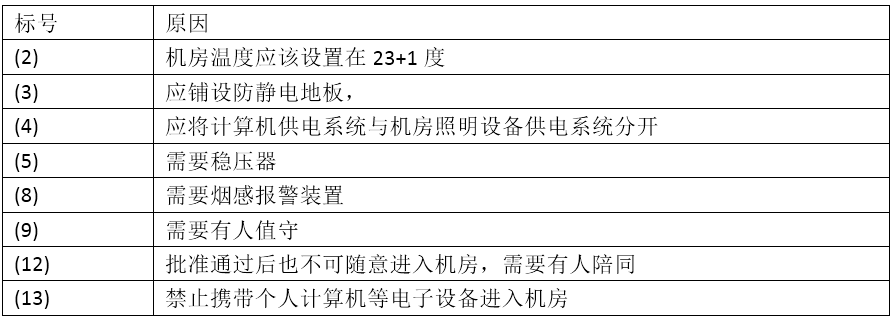 标号 原因
(2) 机房温度应该设置在 23+1 度
(3) 应铺设防静电地板，
(4) 应将计算机供电系统与机房照明设备供电系统分开
(5) 需要稳压器
(8) 需要烟感报警装置
(9) 需要有人值守
(12) 批准通过后也不可随意进入机房，需要有人陪同
(13) 禁止携带个人计算机等电子设备进入机房